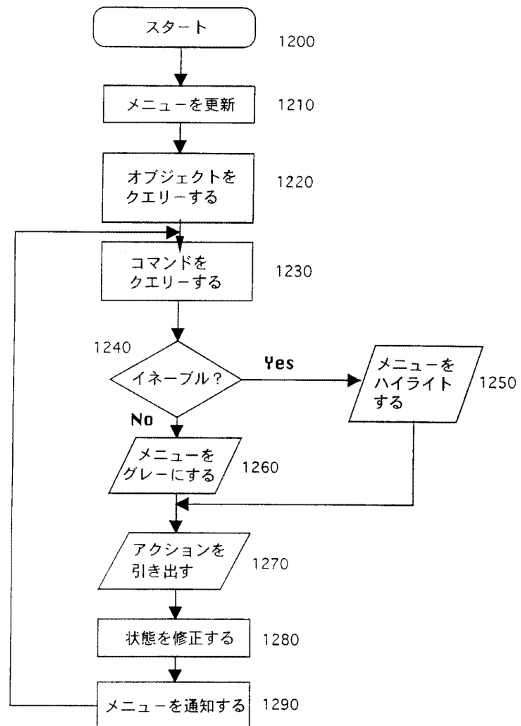 スタート
1200
メニューを更新
1210
オブジェクトを
クエリーする
1220
コマンドを
クエリーする
1230
1240
イネーブル？
Yes
メニューを
ハイライト
する
1250
No
メニューを
グレーにする
1260
アクションを
引き出す
1270
状態を修正する
1280
メニューを通知する
1290